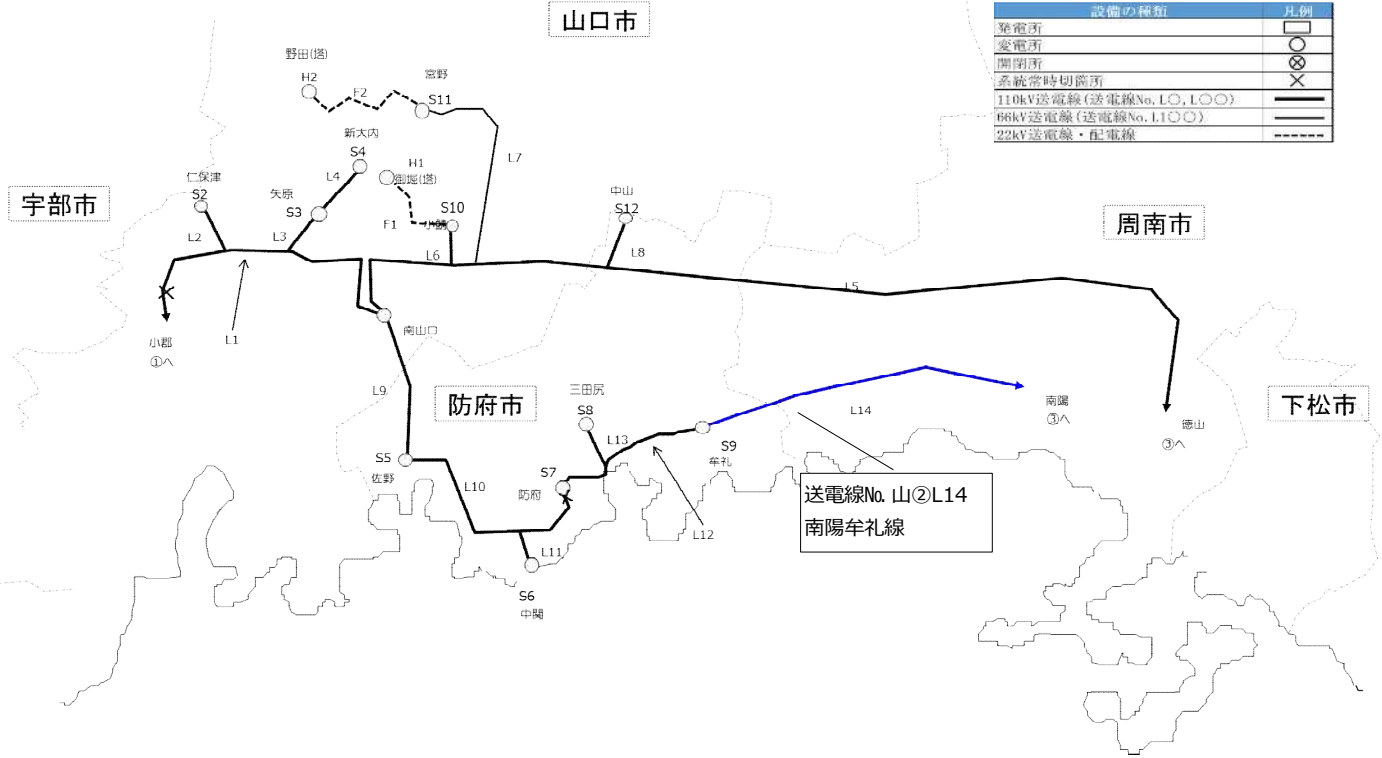 山口市
設備の種類 凡例
発電所
変電所
開閉所
系統常時切箇所
110kV送電線(送電線No.L〇,L〇〇)
66kV送電線(送電線No.L1〇〇)
22kV送電線・配電線
野田(塔)
H2
F2
宮野
S11
新大内
S4
H1
御堀(塔)
L4
L7
仁保津
S2
矢原
S3
中山
S12
宇部市
周南市
S10
小鯖
F1
L2
L3
L6
L8
L5
小郡
①へ
L1
南山口
L9
防府市
三田尻
S8
L13
L14
南陽
③へ
徳山
③へ
下松市
S5
佐野
L10
S7
防府
S9
牟礼
L12
送電線No. 山②L14
南陽牟礼線
L11
S6
中関